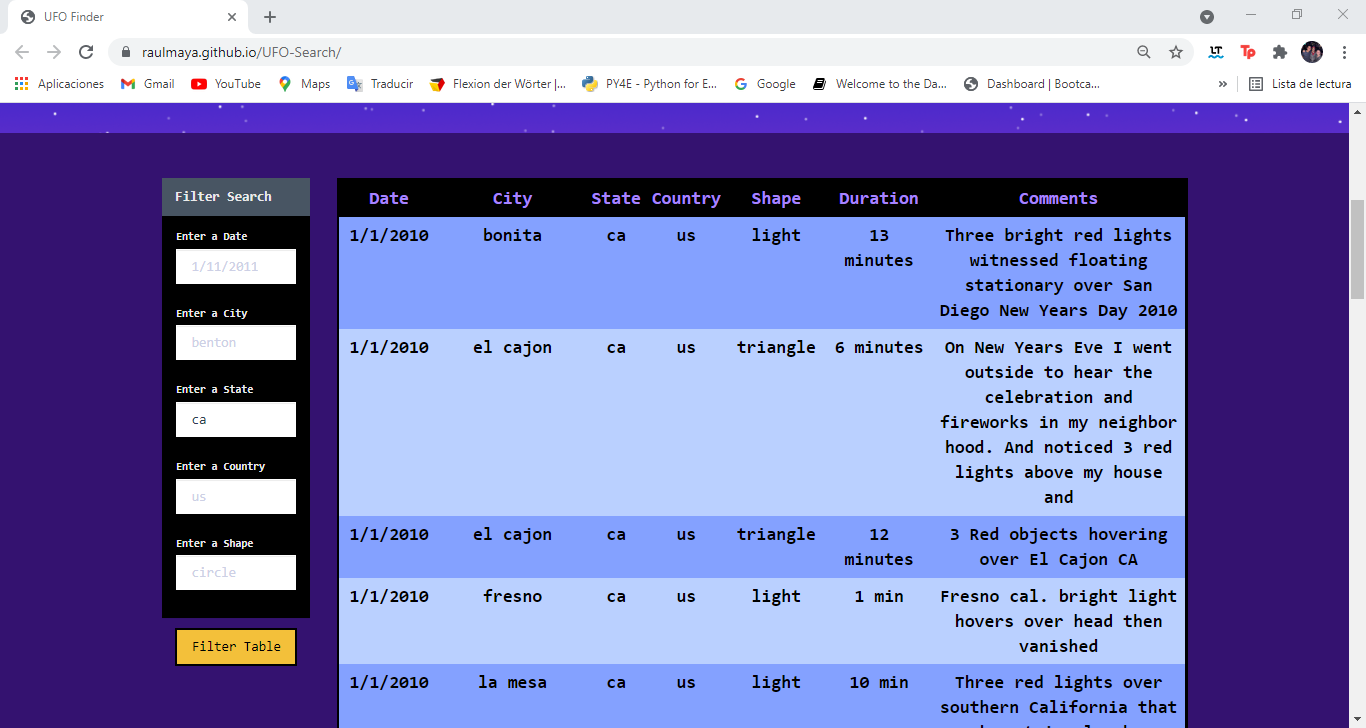 UFO Finder
raulmaya.github.io/UFO-Search/
LT
Tp
Aplicaciones
Gmail
YouTube
Maps
Traducir
Flexion der Wörter |...
PY4E - Python for E...
Google
Welcome to the Da...
Dashboard | Bootca...
»
Lista de lectura
Filter Search
Enter a Date
1/11/2011
Enter a City
benton
Enter a State
ca
Enter a Country
us
Enter a Shape
circle
Filter Table
Date City State Country Shape Duration Comments
1/1/2010 bonita ca us light 13 Three bright red lights
minutes witnessed floating
stationary over San
Diego New Years Day 2010
1/1/2010 el cajon ca us triangle 6 minutes On New Years Eve I went
outside to hear the
celebration and
fireworks in my neighbor
hood. And noticed 3 red
lights above my house
and
1/1/2010 el cajon ca us triangle 12 3 Red objects hovering
minutes over El Cajon CA
1/1/2010 fresno ca us light 1 min Fresno cal. bright light
hovers over head then
vanished
1/1/2010 la mesa ca us light 10 min Three red lights over
southern California that